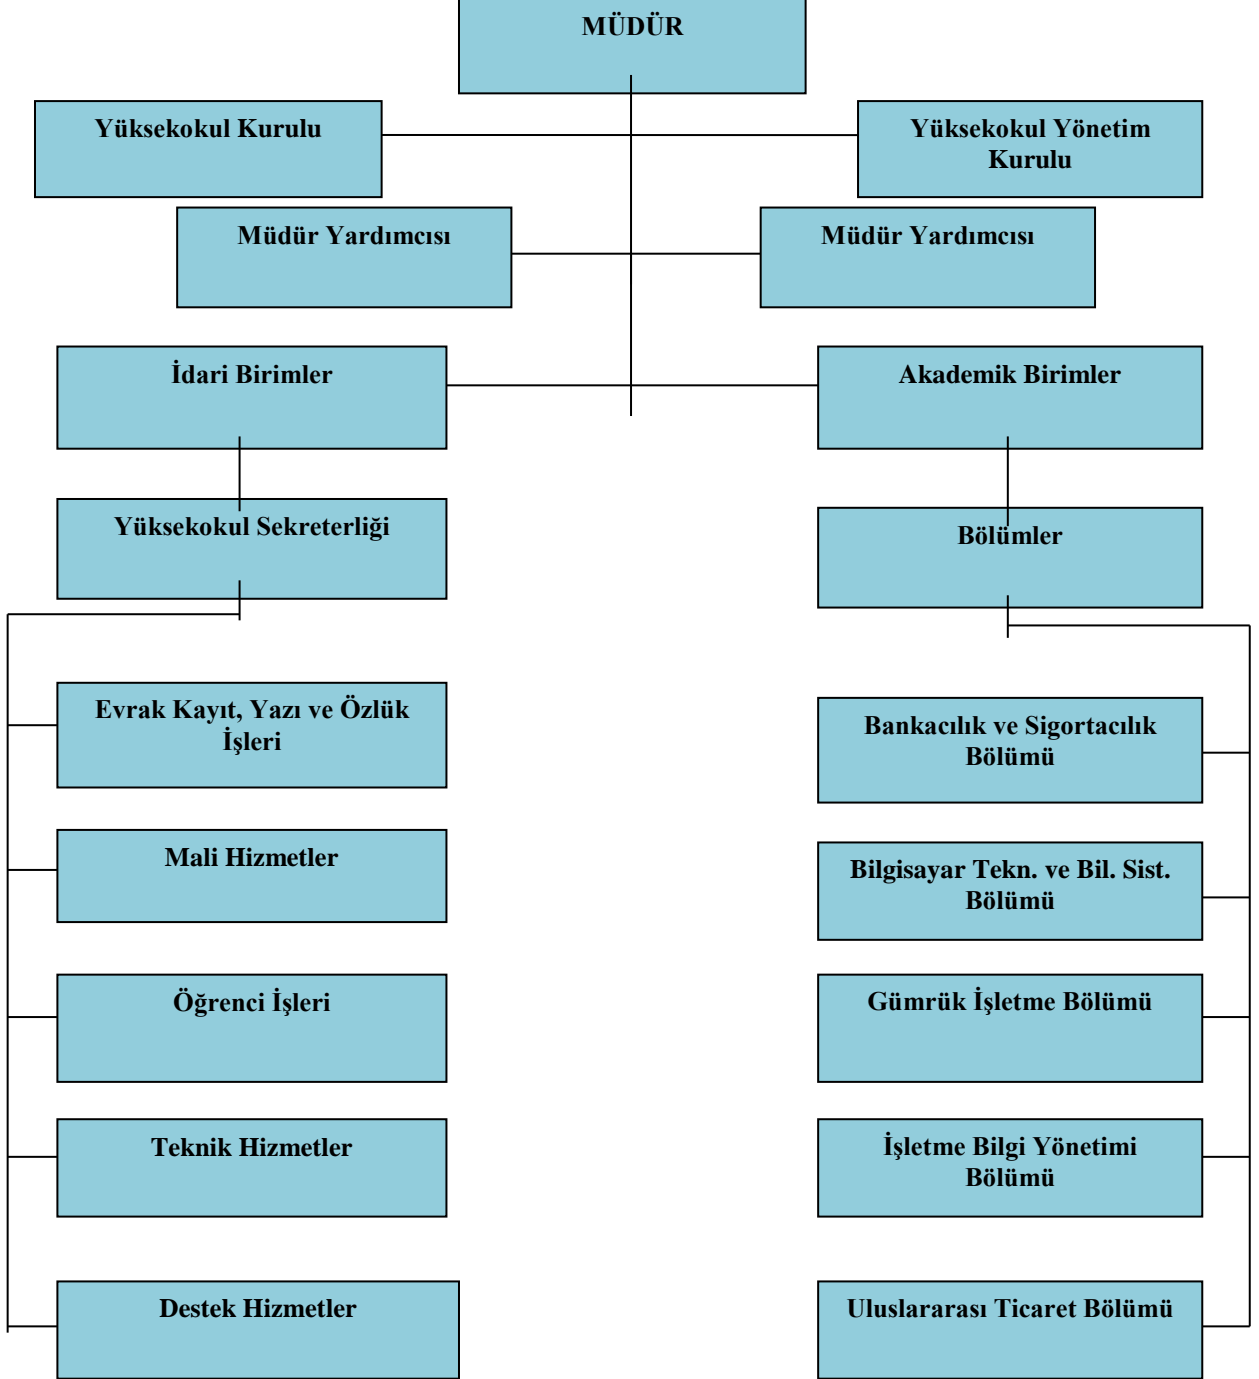 MÜDÜR
Yüksekokul Kurulu
Yüksekokul Yönetim
Kurulu
Müdür Yardımcısı
Müdür Yardımcısı
İdari Birimler
Akademik Birimler
Yüksekokul Sekreterliği
Bölümler
Evrak Kayıt, Yazı ve Özlük
İşleri
Bankacılık ve Sigortacılık
Bölümü
Mali Hizmetler
Bilgisayar Tekn. ve Bil. Sist.
Bölümü
Öğrenci İşleri
Gümrük İşletme Bölümü
Teknik Hizmetler
İşletme Bilgi Yönetimi
Bölümü
Destek Hizmetler
Uluslararası Ticaret Bölümü